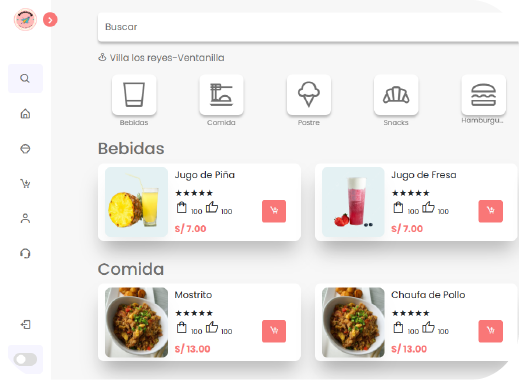 Buscar
Villa los reyes-Ventanilla
Bebidas
Comida
Postre
Snacks
Hamburgu...
Bebidas
Jugo de Piña
★★★★★
100 100
S/ 7.00
Jugo de Fresa
★★★★★
100 100
S/ 7.00
Comida
Mostrito
★★★★★
100 100
S/ 13.00
Chaufa de Pollo
★★★★★
100 100
S/ 13.00